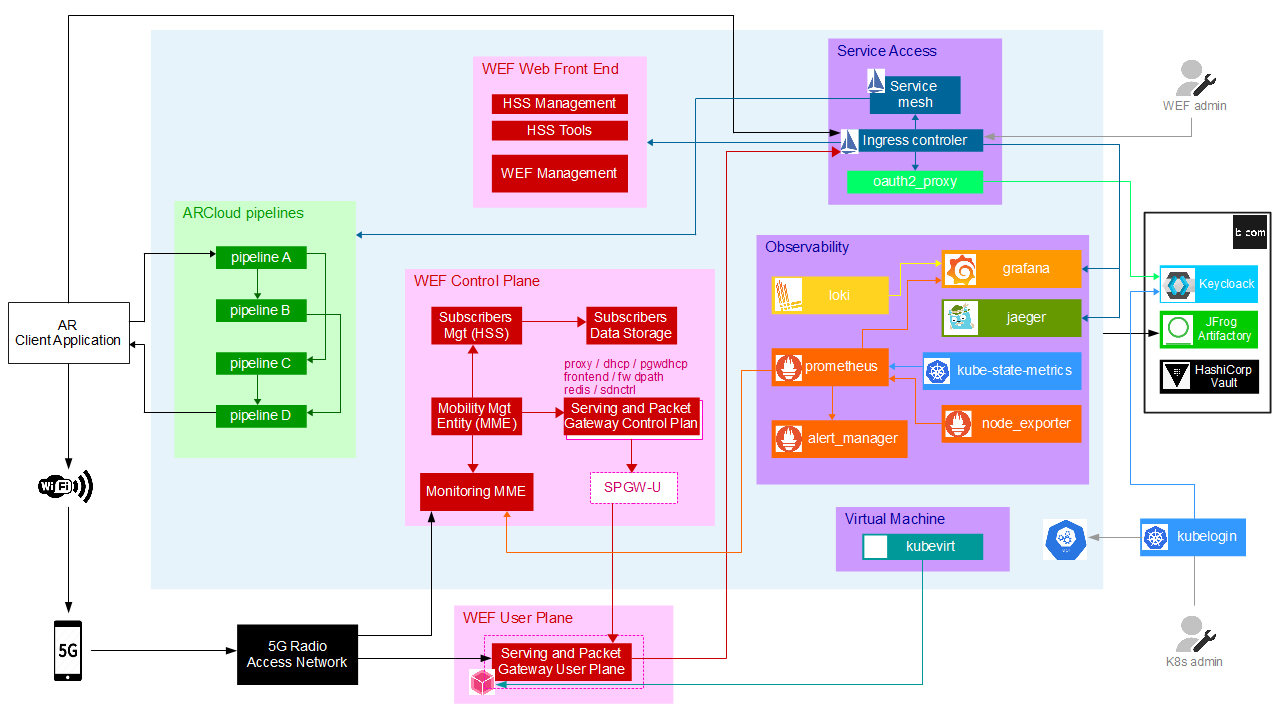 Service Access
Service
mesh
Ingress controler
oauth2_proxy
WEF Web Front End
HSS Management
HSS Tools
WEF Management
WEF admin
ARCloud pipelines
pipeline A
pipeline B
pipeline C
pipeline D
AR
Client Application
WEF Control Plane
Subscribers
Mgt (HSS)
Subscribers
Data Storage
proxy / dhcp / pgwdhcp
frontend / fw dpath
redis / sdnctrl
Mobility Mgt
Entity (MME)
Serving and Packet
Gateway Control Plan
Monitoring MME
SPGW-U
Observability
loki
grafana
jaeger
prometheus
kube-state-metrics
alert_manager
node_exporter
b com
Keycloack
JFrog
Artifactory
HashiCorp
Vault
Virtual Machine
kubevirt
kubelogin
K8s admin
Wi Fi
5G
5G Radio
Access Network
WEF User Plane
Serving and Packet
Gateway User Plane